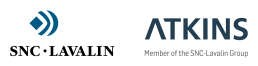 ATKINS
SNC·LAVALIN
Member of the SNC-Lavalin Group